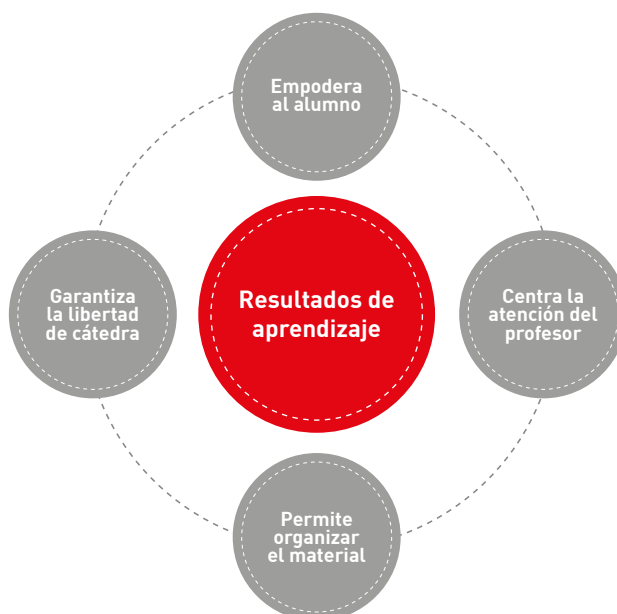 Empodera
al alumno
Garantiza
la libertad
de cátedra
Resultados de
aprendizaje
Centra la
atención del
profesor
Permite
organizar
el material